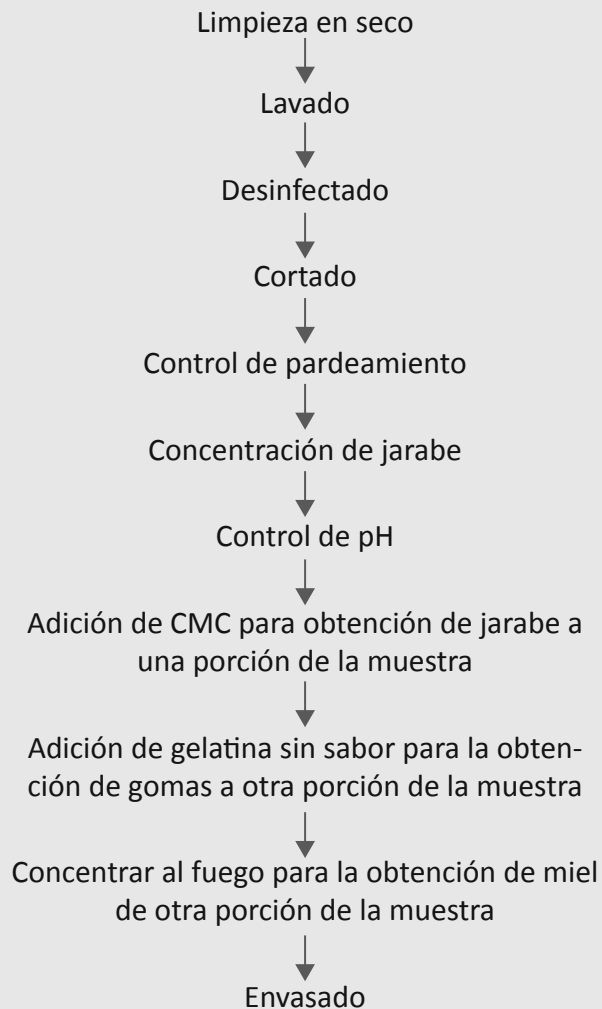 Limpieza en seco
Lavado
Desinfectado
Cortado
Control de pardeamiento
Concentración de jarabe
Control de pH
Adición de CMC para obtención de jarabe a
una porción de la muestra
Adición de gelatina sin sabor para la obten-
ción de gomas a otra porción de la muestra
Concentrar al fuego para la obtención de miel
de otra porción de la muestra
Envasado